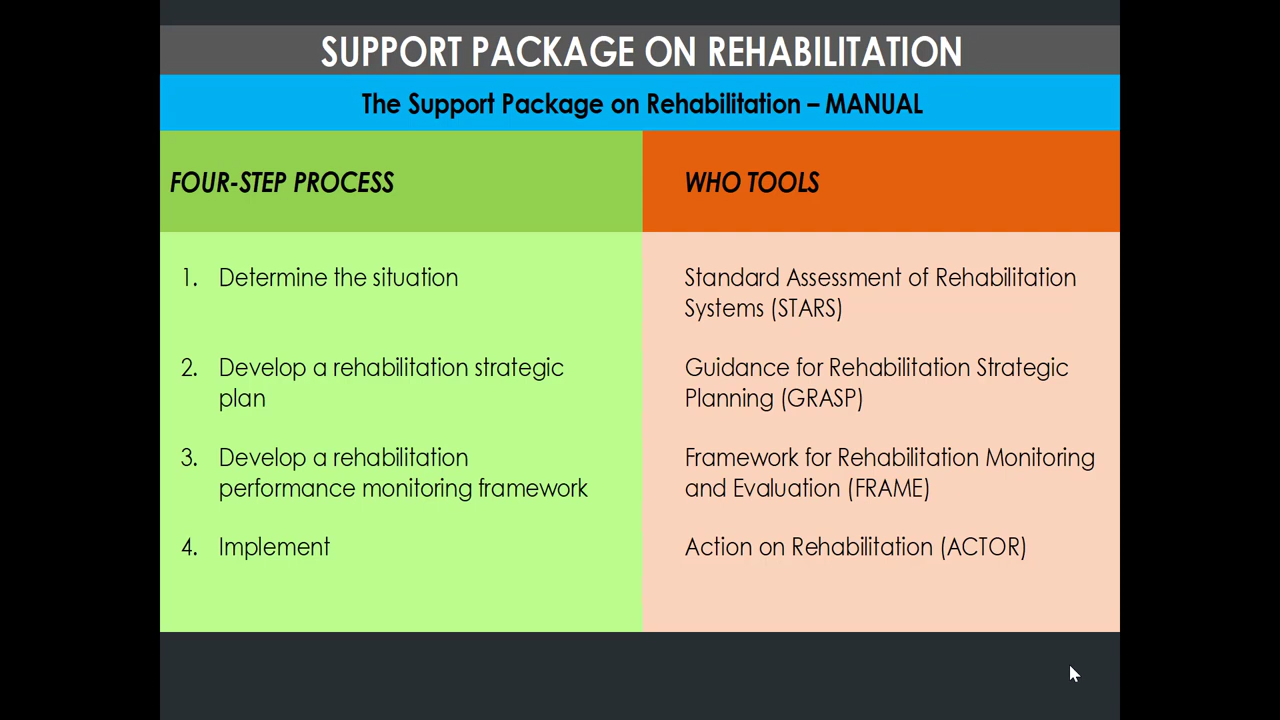 SUPPORT PACKAGE ON REHABILITATION
The Support Package on Rehabilitation – MANUAL
FOUR-STEP PROCESS
WHO TOOLS
1. Determine the situation
Standard Assessment of Rehabilitation
Systems (STARS)
2. Develop a rehabilitation strategic
plan
Guidance for Rehabilitation Strategic
Planning (GRASP)
3. Develop a rehabilitation
performance monitoring framework
Framework for Rehabilitation Monitoring
and Evaluation (FRAME)
4. Implement
Action on Rehabilitation (ACTOR)